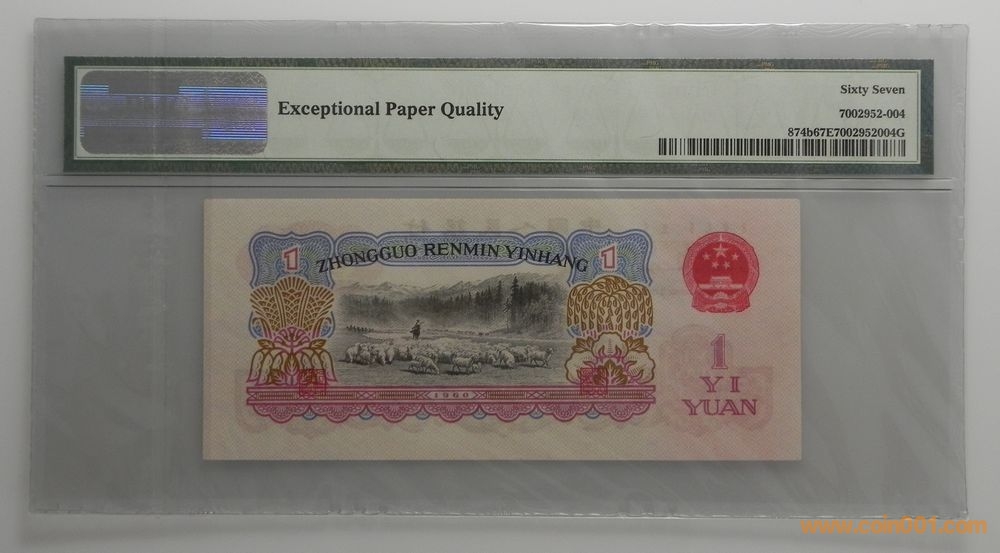 Exceptional Paper Quality
Sixty Seven
7002952-004
874b67E7002952004G
ZHONGGUO RENMIN YINHANG
1
1
1
YI
YUAN
1960
www.coin001.com